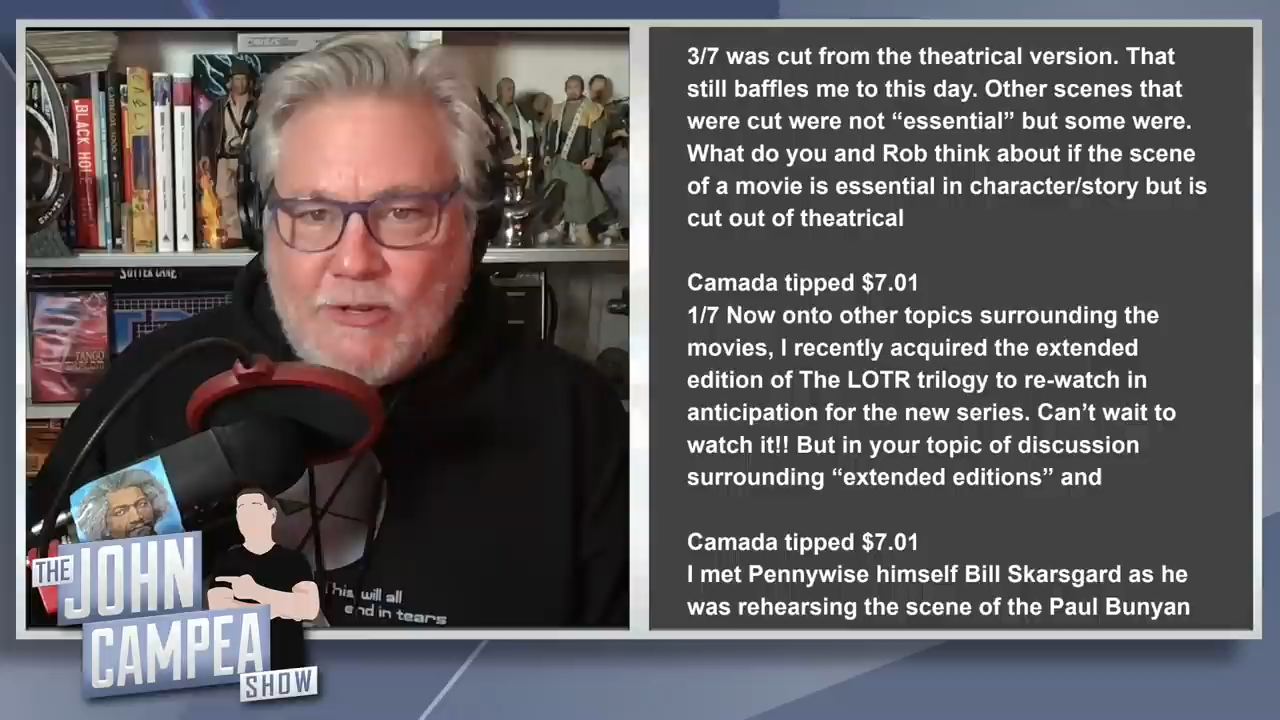 BLACK HOLE
SUTTER CANE
TANGO
This will all
end in tears
THE
JOHN
CAMPEA
SHOW
3/7 was cut from the theatrical version. That
still baffles me to this day. Other scenes that
were cut were not “essential” but some were.
What do you and Rob think about if the scene
of a movie is essential in character/story but is
cut out of theatrical
Camada tipped $7.01
1/7 Now onto other topics surrounding the
movies, I recently acquired the extended
edition of The LOTR trilogy to re-watch in
anticipation for the new series. Can’t wait to
watch it!! But in your topic of discussion
surrounding “extended editions” and
Camada tipped $7.01
I met Pennywise himself Bill Skarsgard as he
was rehearsing the scene of the Paul Bunyan